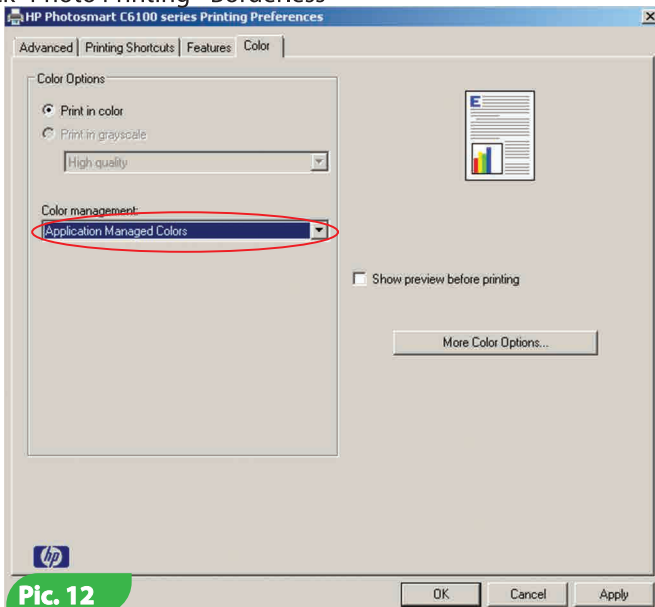 HP Photosmart C6100 series Printing Preferences
Advanced Printing Shortcuts Features Color
Color Options
Print in color
Print in grayscale
High quality
Color management:
Application Managed Colors
E
Show preview before printing
More Color Options...
hp
Pic. 12
OK Cancel Apply